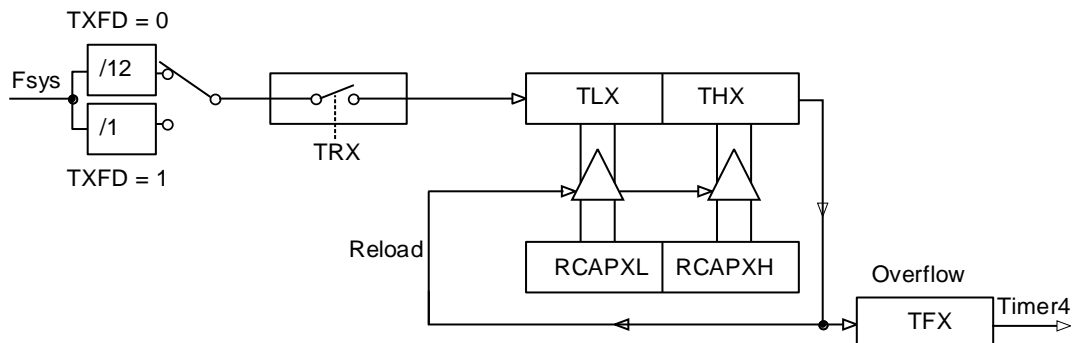 TXFD = 0
Fsys
/12
/1
TXFD = 1
TRX
TLX
THX
Reload
RCAPXL
RCAPXH
Overflow
TFX
Timer4